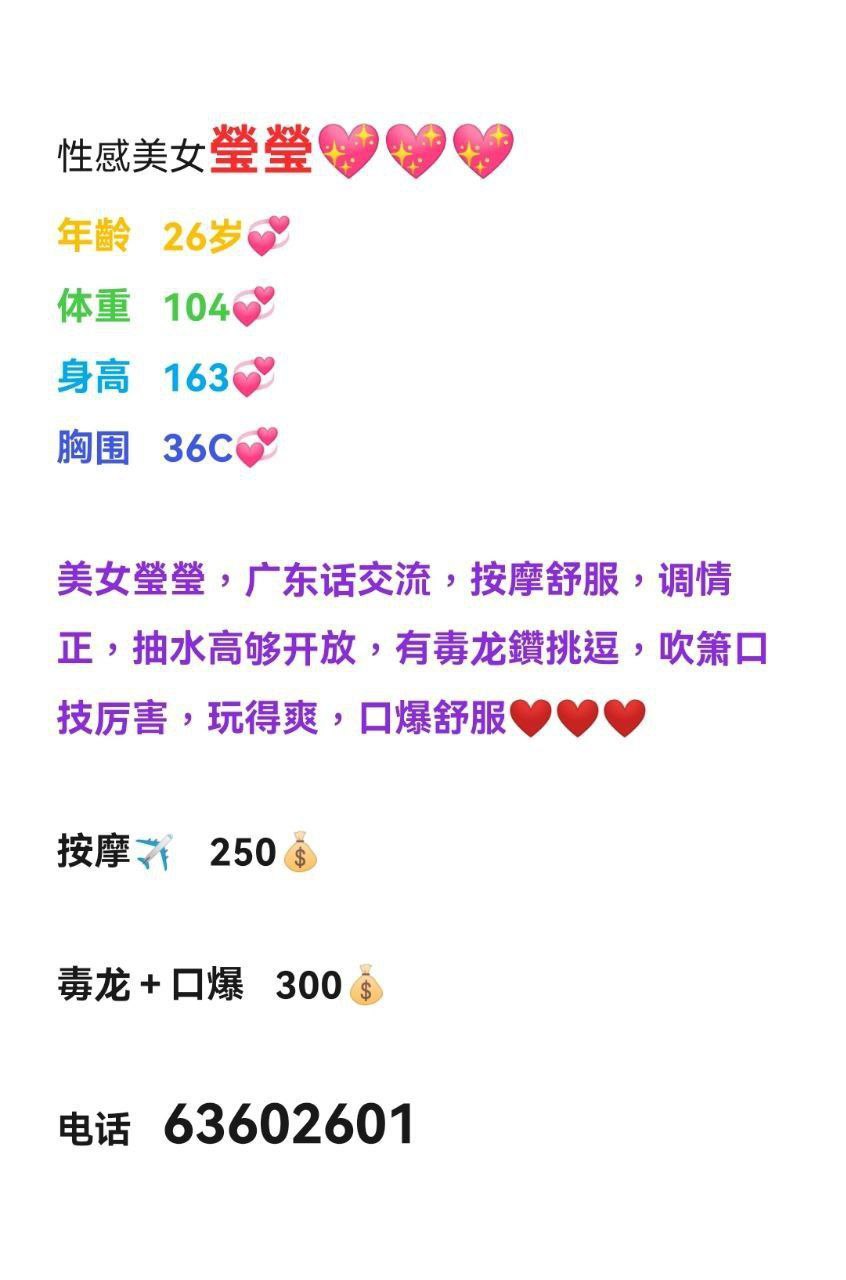 性感美女瑩瑩💖💖💖
年齡 26岁💞
体重 104💞
身高 163💞
胸围 36C💞
美女瑩瑩，广东话交流，按摩舒服，调情
正，抽水高够开放，有毒龙鑽挑逗，吹箫口
技厉害，玩得爽，口爆舒服❤️❤️❤️
按摩✈️ 250💰
毒龙+口爆 300💰
电话 63602601